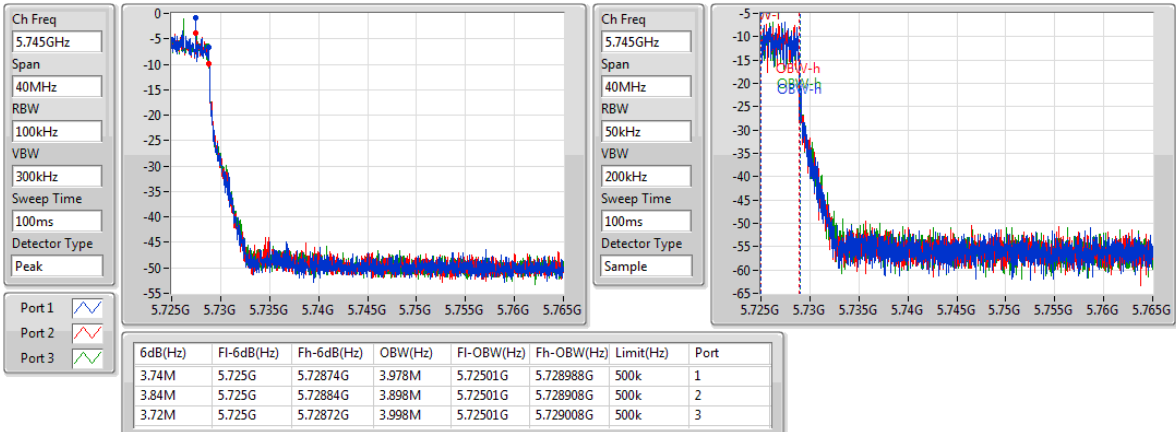 Ch Freq
5.745GHz
Span
40MHz
RBW
100kHz
VBW
300kHz
Sweep Time
100ms
Detector Type
Peak
0
-5
-10
-15
-20
-25
-30
-35
-40
-45
-50
-55
5.725G 5.73G 5.735G 5.74G 5.745G 5.75G 5.755G 5.76G 5.765G
Ch Freq
5.745GHz
Span
40MHz
RBW
50kHz
VBW
200kHz
Sweep Time
100ms
Detector Type
Sample
-5
-10
-15
-20
-25
-30
-35
-40
-45
-50
-55
-60
-65
OBW-h
OBW-h
OBW-h
5.725G 5.73G 5.735G 5.74G 5.745G 5.75G 5.755G 5.76G 5.765G
Port 1
Port 2
Port 3
6dB(Hz) Fl-6dB(Hz) Fh-6dB(Hz) OBW(Hz) Fl-OBW(Hz) Fh-OBW(Hz) Limit(Hz) Port
3.74M 5.725G 5.72874G 3.978M 5.72501G 5.728988G 500k 1
3.84M 5.725G 5.72884G 3.898M 5.72501G 5.728908G 500k 2
3.72M 5.725G 5.72872G 3.998M 5.72501G 5.729008G 500k 3